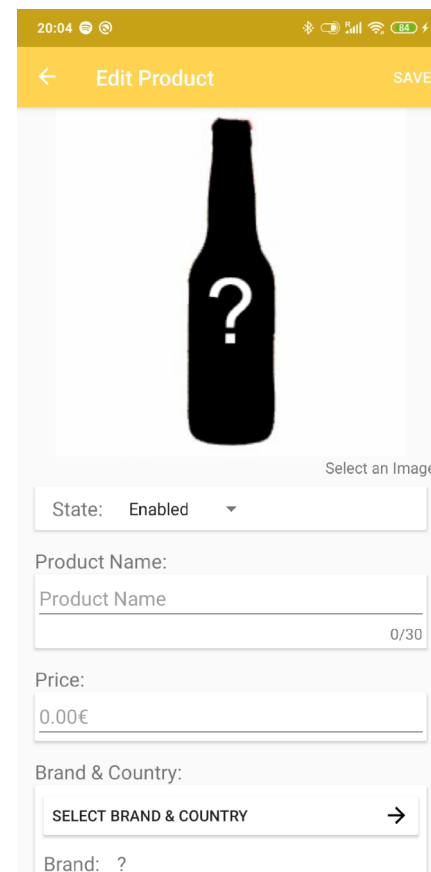 20:04
84
Edit Product
SAVE
?
Select an Image
State: Enabled
Product Name:
Product Name
0/30
Price:
0.00€
Brand & Country:
SELECT BRAND & COUNTRY
Brand: ?